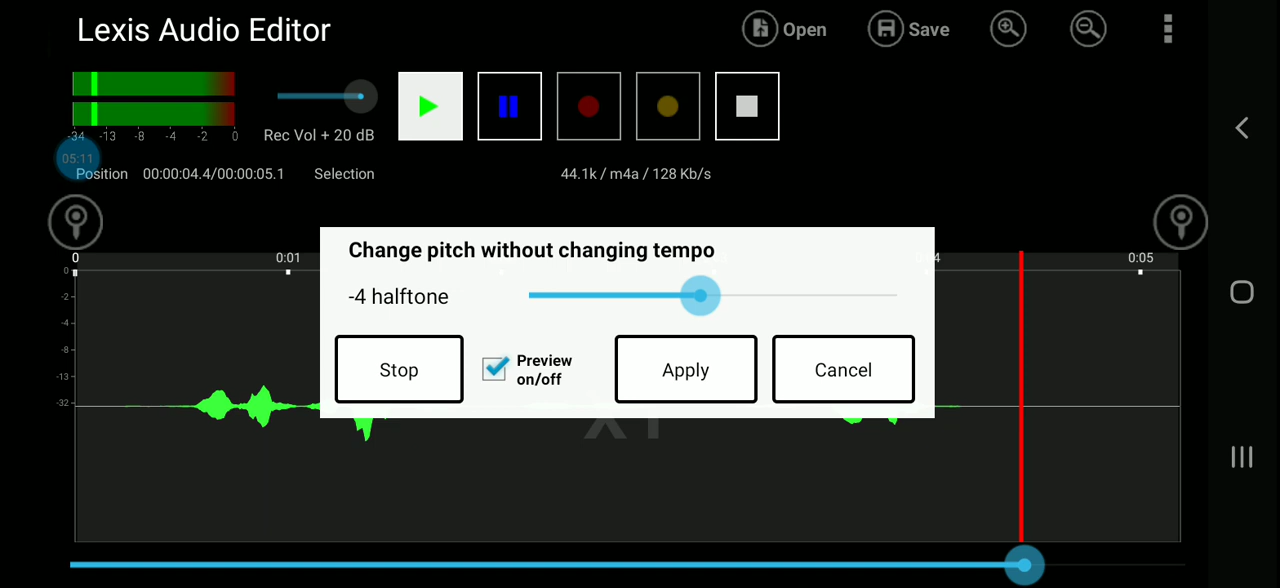 Lexis Audio Editor
Open
Save
-34 -13 -8 -4 -2 0
Rec Vol + 20 dB
05:11
Position 00:00:04.4/00:00:05.1 Selection 44.1k / m4a / 128 Kb/s
0 0:01 0:05
Change pitch without changing tempo
-4 halftone
Stop
Preview
on/off
Apply
Cancel
0
-2
-4
-8
-13
-32